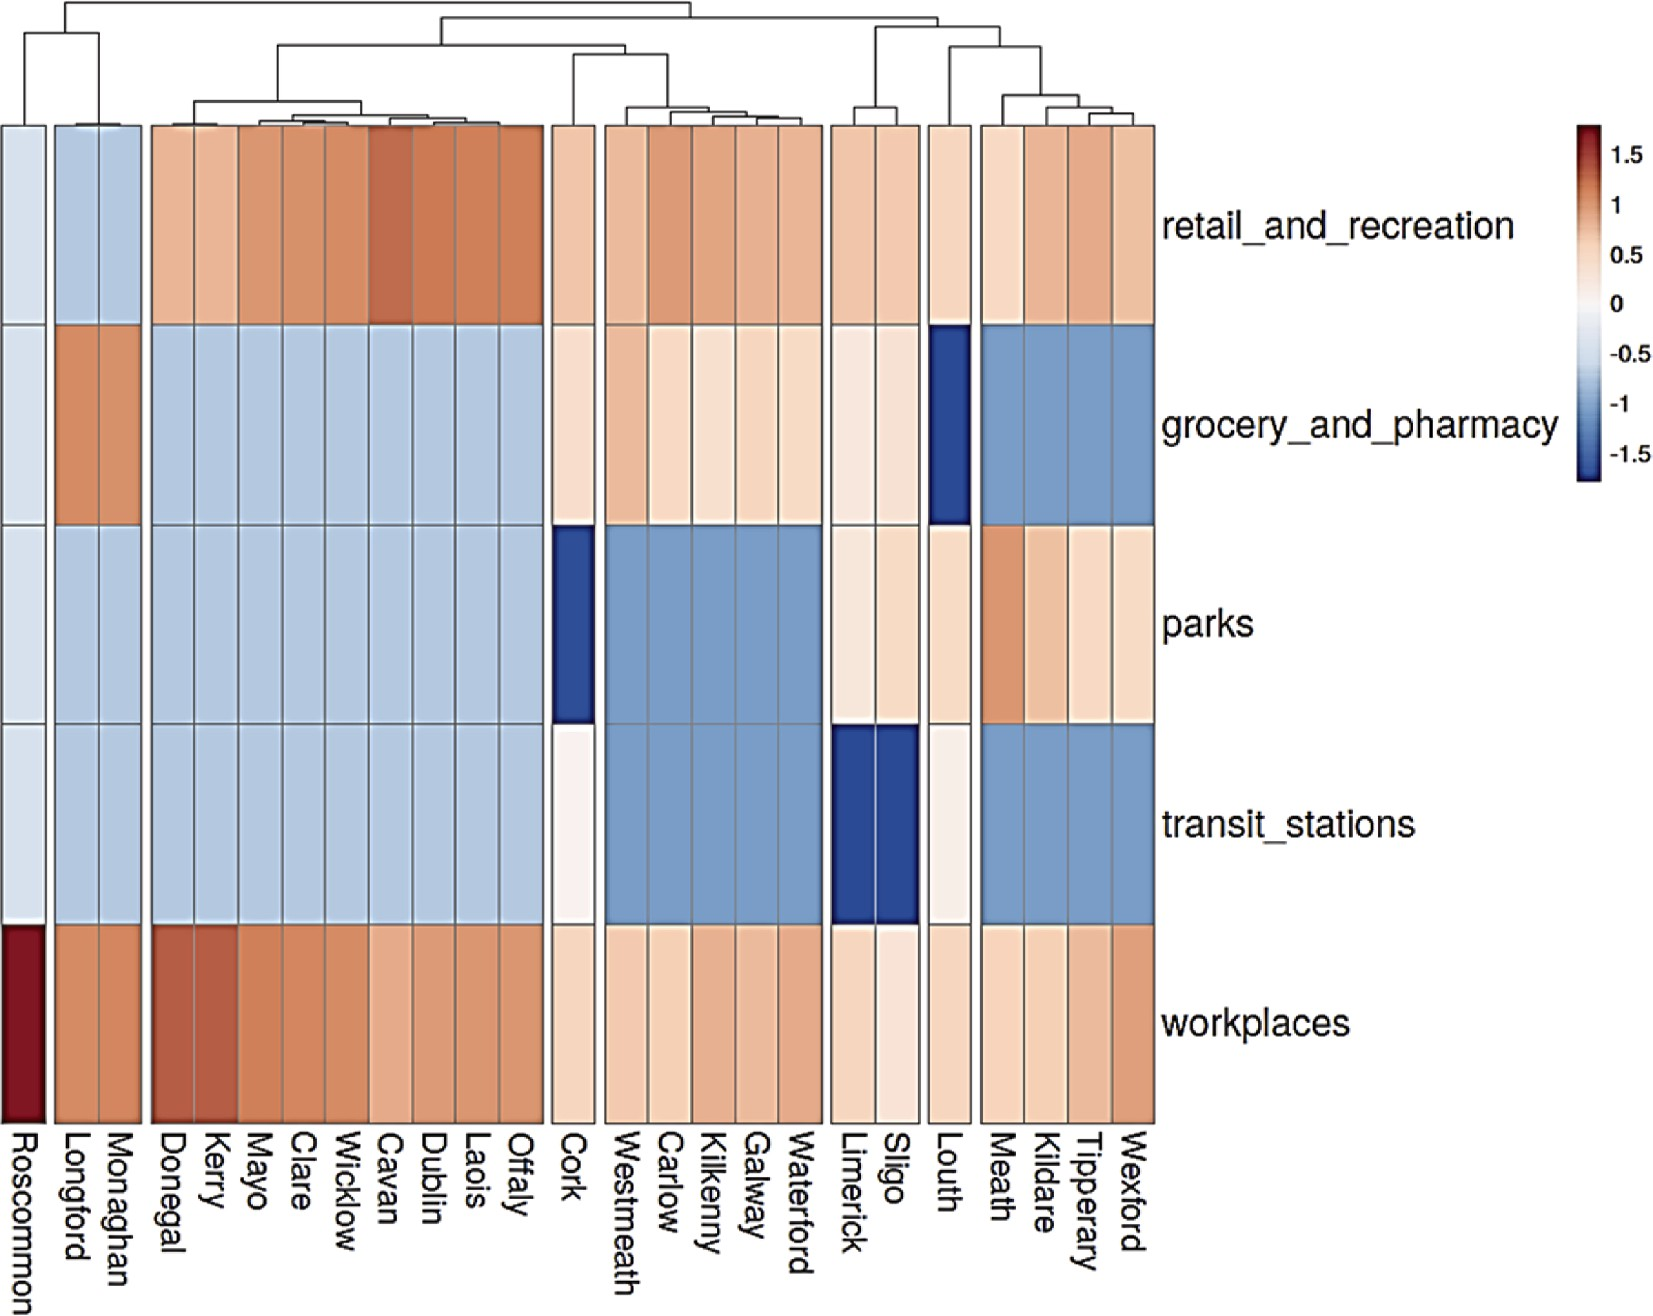 1.5
1
0.5
0
-0.5
-1
-1.5
retail_and_recreation
grocery_and_pharmacy
parks
transit_stations
workplaces
Roscommon
Longford
Monaghan
Donegal
Kerry
Mayo
Clare
Wicklow
Cavan
Dublin
Laois
Offaly
Cork
Westmeath
Carlow
Kilkenny
Galway
Waterford
Limerick
Sligo
Louth
Meath
Kildare
Tipperary
Wexford